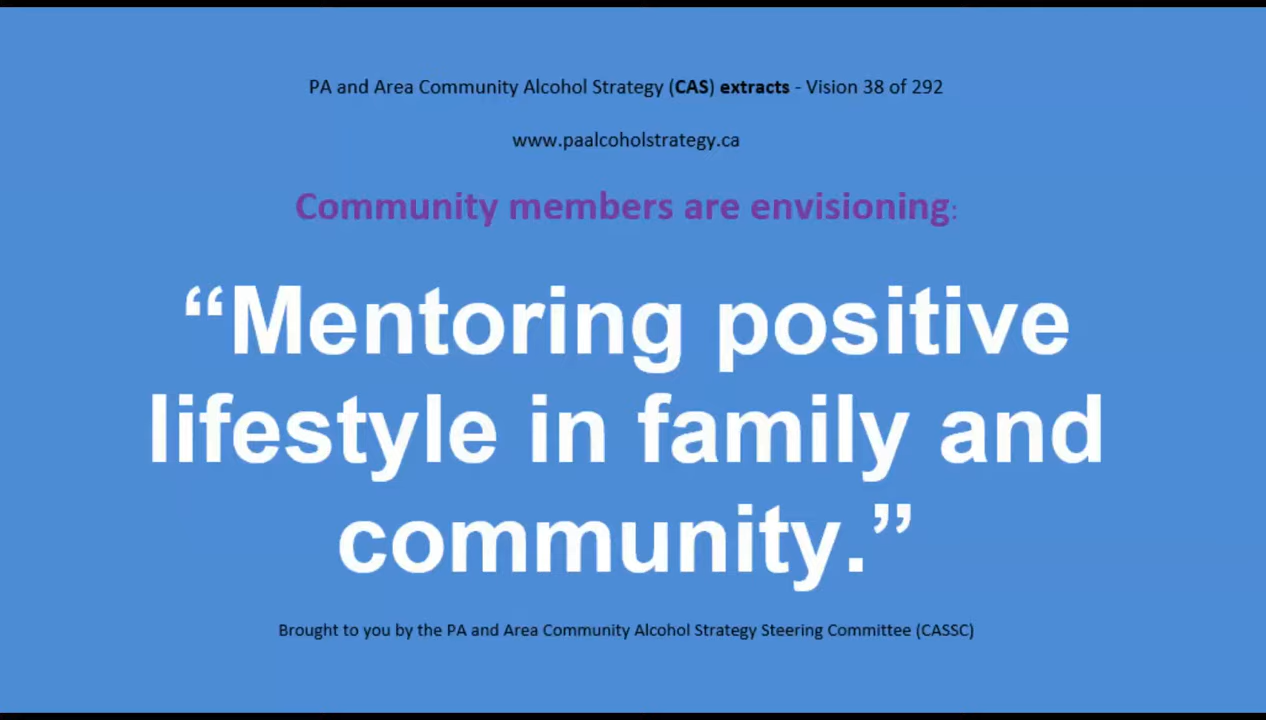 PA and Area Community Alcohol Strategy (CAS) extracts - Vision 38 of 292
www.paalcoholstrategy.ca
Community members are envisioning:
“Mentoring positive
lifestyle in family and
community.”
Brought to you by the PA and Area Community Alcohol Strategy Steering Committee (CASSC)